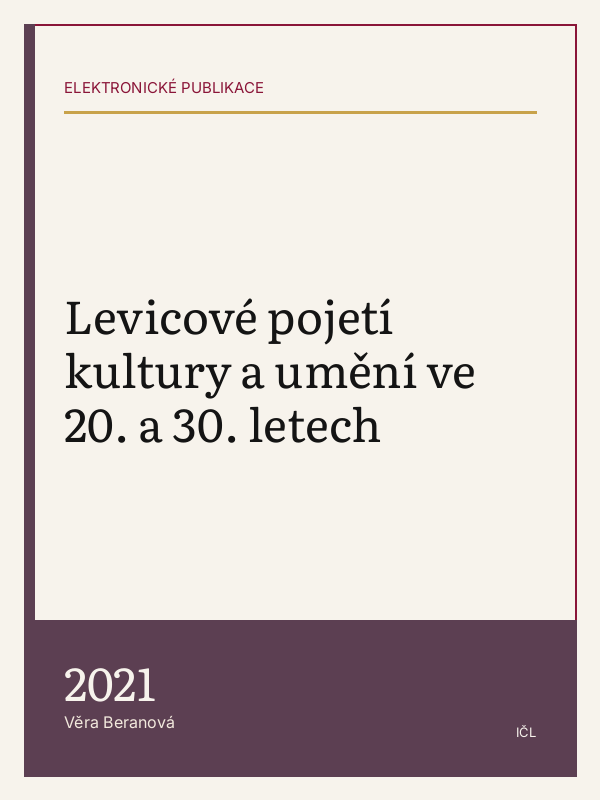 ELEKTRONICKÉ PUBLIKACE
Levicové pojetí
kultury a umění ve
20. a 30. letech
2021
Věra Beranová
IČL